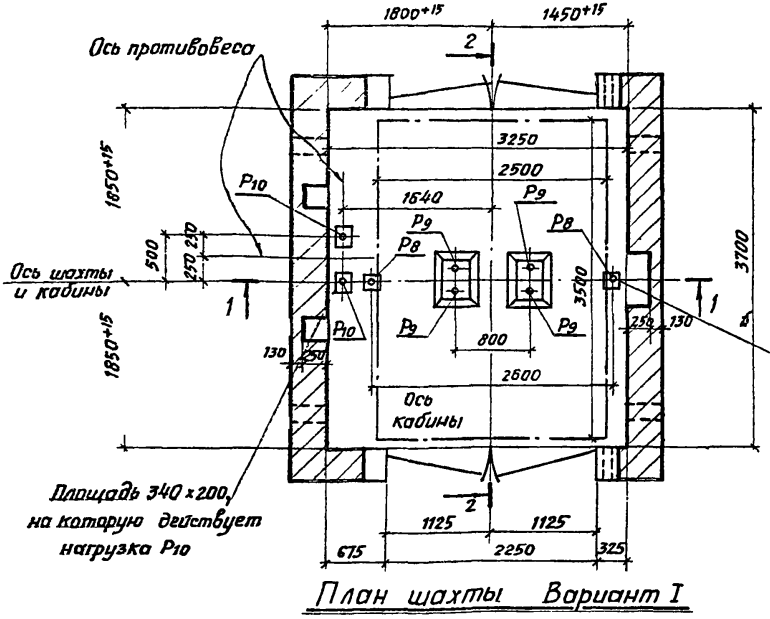 1800+15
1450+15
2
Ось противовеса
3250
2500
1850+15
P10
1640
P9
P9
P8
P8
500
250
250
Ось шахты
и кабины
1
1
3500
3700
P10
P9
P9
800
250
130
130
250
1850+15
2600
Ось
кабины
Площадь 340×200,
на которую действует
нагрузка P10
2
1125
1125
675
2250
325
План шахты Вариант I